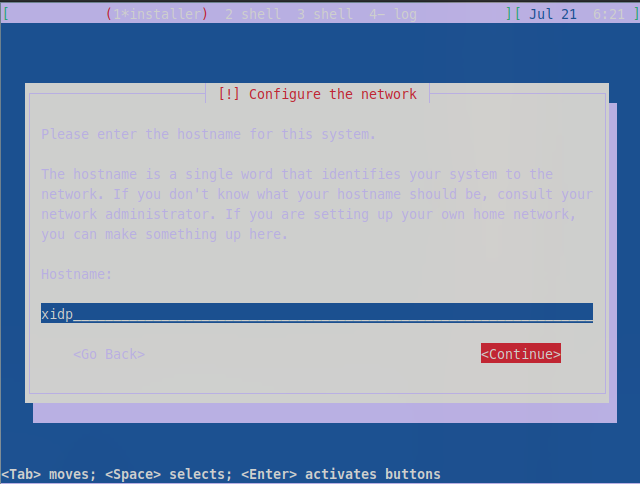 [ (1*installer) 2 shell 3 shell 4- log ][ Jul 21 6:21 ]
[!] Configure the network
Please enter the hostname for this system.
The hostname is a single word that identifies your system to the
network. If you don't know what your hostname should be, consult your
network administrator. If you are setting up your own home network,
you can make something up here.
Hostname:
xidp
<Go Back> <Continue>
<Tab> moves; <Space> selects; <Enter> activates buttons